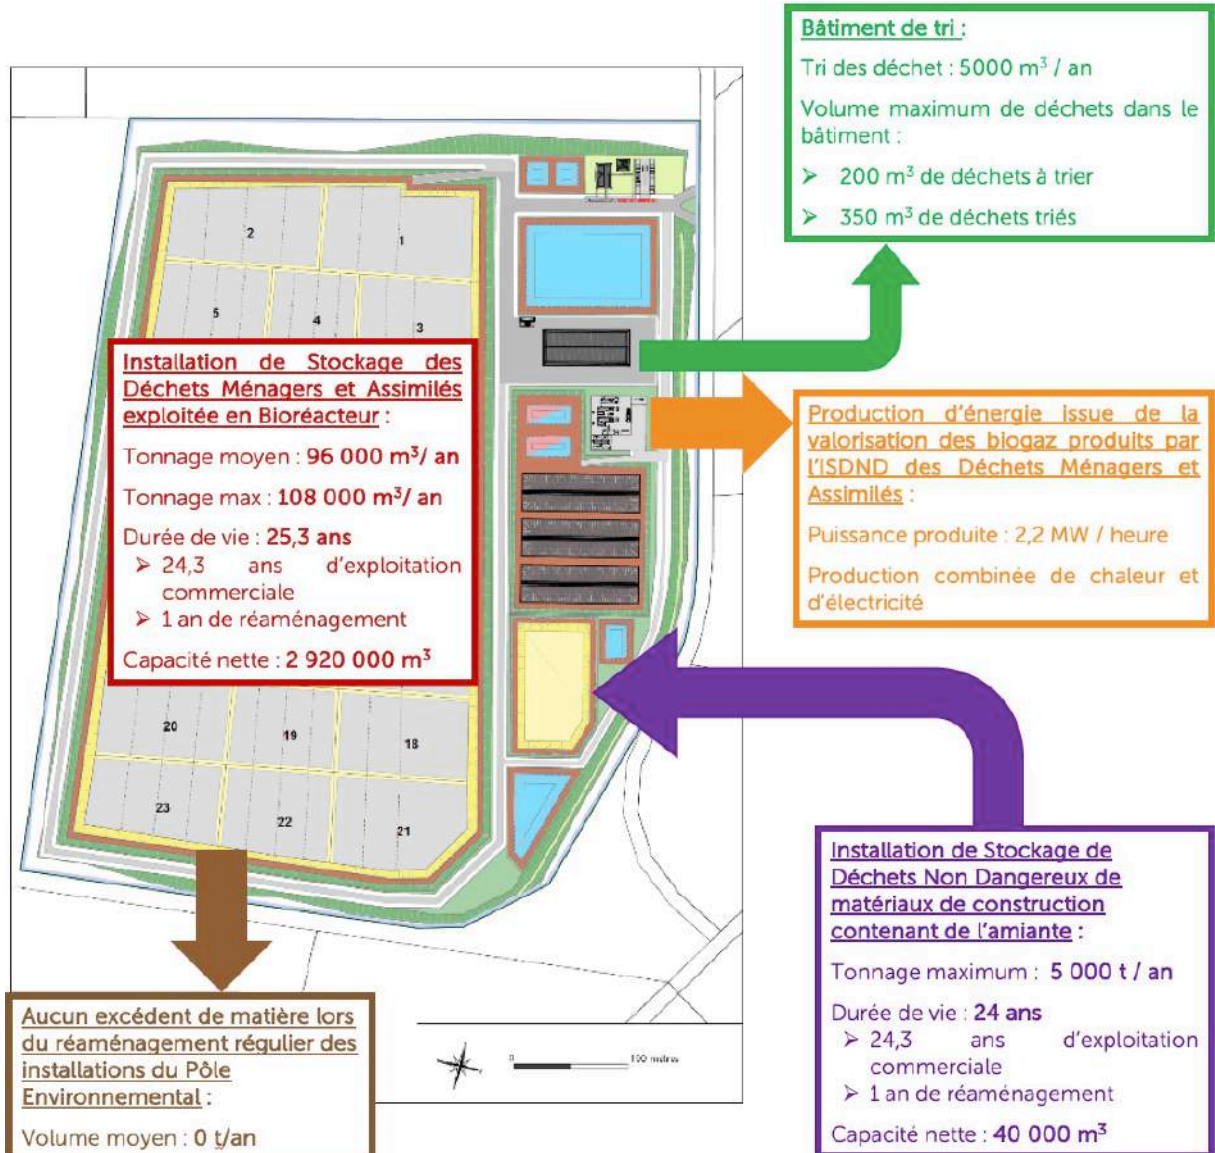 Bâtiment de tri :
Tri des déchet : 5000 m³ / an
Volume maximum de déchets dans le
bâtiment :
➢ 200 m³ de déchets à trier
➢ 350 m³ de déchets triés
2
1
5
4
3
Installation de Stockage des
Déchets Ménagers et Assimilés
exploitée en Bioréacteur :
Tonnage moyen : 96 000 m³/ an
Tonnage max : 108 000 m³/ an
Durée de vie : 25,3 ans
➢ 24,3 ans d'exploitation
commerciale
➢ 1 an de réaménagement
Capacité nette : 2 920 000 m³
Production d'énergie issue de la
valorisation des biogaz produits par
l'ISDND des Déchets Ménagers et
Assimilés :
Puissance produite : 2,2 MW / heure
Production combinée de chaleur et
d'électricité
20
19
18
23
22
21
Installation de Stockage de
Déchets Non Dangereux de
matériaux de construction
contenant de l'amiante :
Tonnage maximum : 5 000 t / an
Durée de vie : 24 ans
➢ 24,3 ans d'exploitation
commerciale
➢ 1 an de réaménagement
Capacité nette : 40 000 m³
Aucun excédent de matière lors
du réaménagement régulier des
installations du Pôle
Environnemental :
Volume moyen : 0 t/an
0 100 mètres